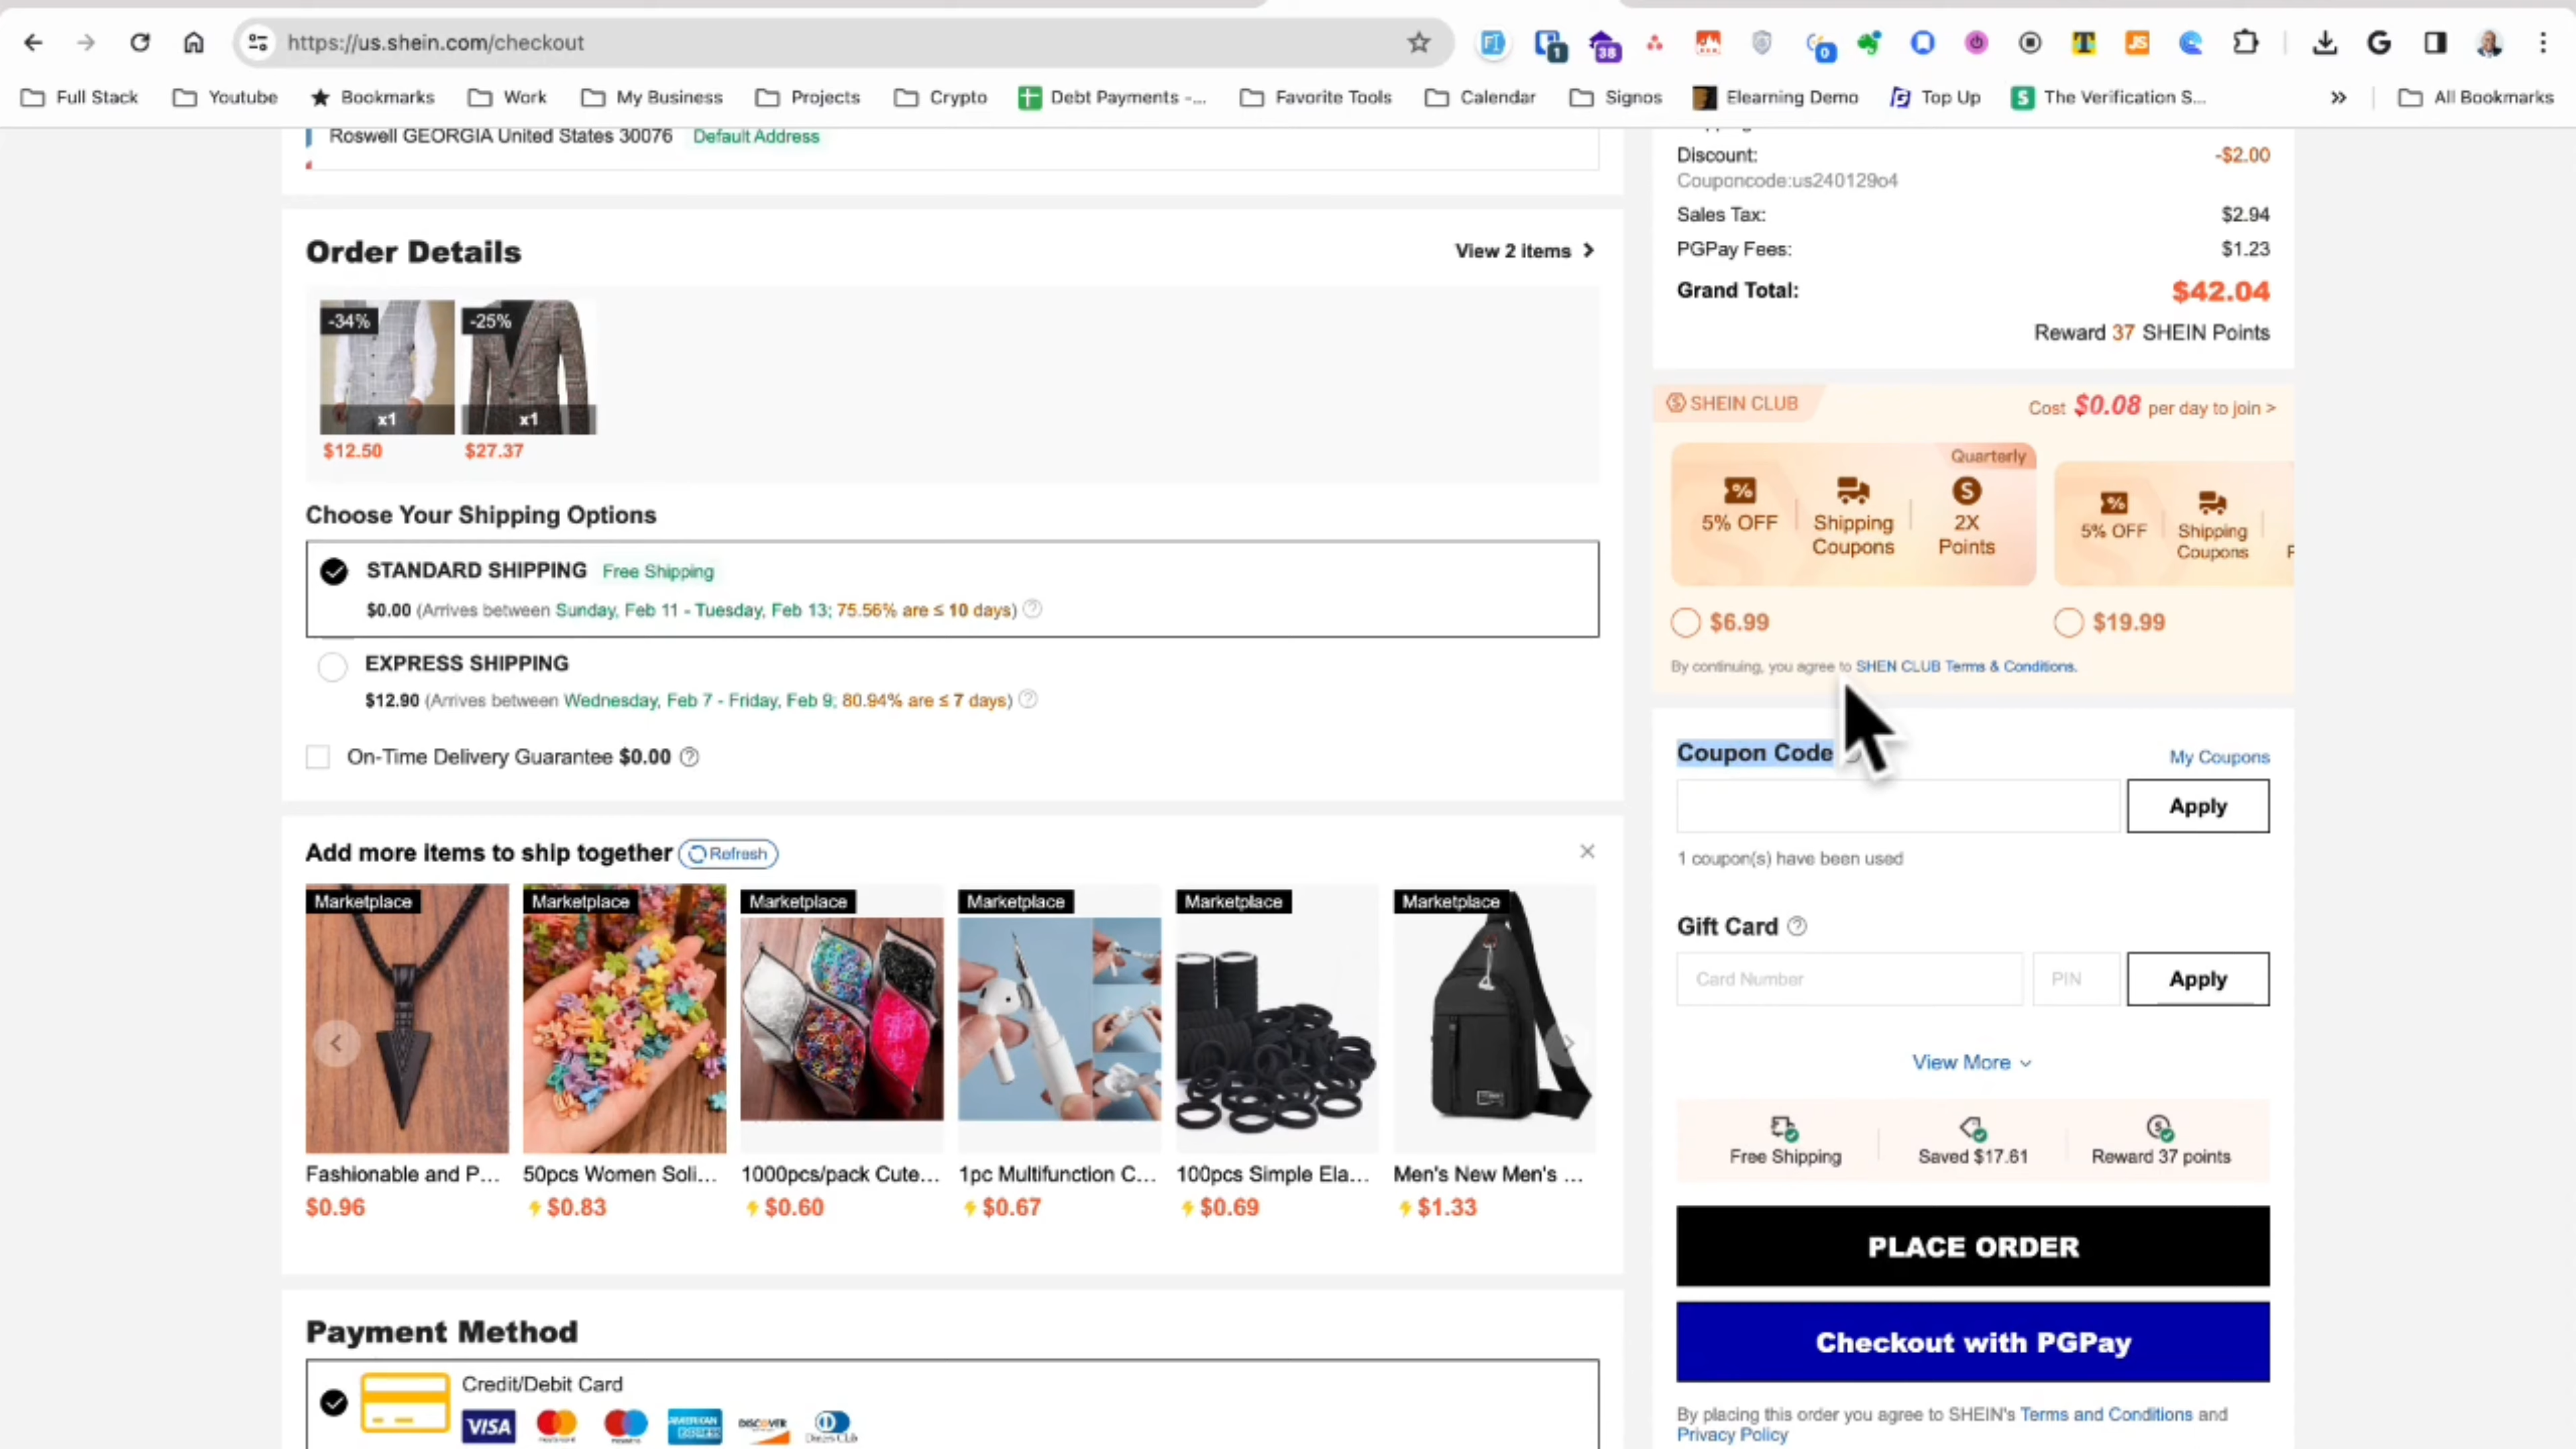 https://us.shein.com/checkout
1
38
0
JS
Full Stack
Youtube
Bookmarks
Work
My Business
Projects
Crypto
Debt Payments -...
Favorite Tools
Calendar
Signos
Elearning Demo
Top Up
The Verification S...
All Bookmarks
Roswell GEORGIA United States 30076 Default Address
Order Details
View 2 items
-34%
-25%
x1
x1
$12.50
$27.37
Choose Your Shipping Options
STANDARD SHIPPING Free Shipping
$0.00 (Arrives between Sunday, Feb 11 - Tuesday, Feb 13; 75.56% are ≤ 10 days)
EXPRESS SHIPPING
$12.90 (Arrives between Wednesday, Feb 7 - Friday, Feb 9; 80.94% are ≤ 7 days)
On-Time Delivery Guarantee $0.00
Add more items to ship together Refresh
Marketplace
Marketplace
Marketplace
Marketplace
Marketplace
Marketplace
Fashionable and P...
50pcs Women Soli...
1000pcs/pack Cute...
1pc Multifunction C...
100pcs Simple Ela...
Men's New Men's ...
$0.96
$0.83
$0.60
$0.67
$0.69
$1.33
Payment Method
Credit/Debit Card
VISA
AMERICAN EXPRESS
DISCOVER
Diners Club
Discount: -$2.00
Couponcode:us240129o4
Sales Tax: $2.94
PGPay Fees: $1.23
Grand Total: $42.04
Reward 37 SHEIN Points
SHEIN CLUB
Cost $0.08 per day to join >
Quarterly
5% OFF
Shipping Coupons
2X Points
5% OFF
Shipping Coupons
$6.99
$19.99
By continuing, you agree to SHEN CLUB Terms & Conditions.
Coupon Code
My Coupons
Apply
1 coupon(s) have been used
Gift Card
Card Number
PIN
Apply
View More
Free Shipping
Saved $17.61
Reward 37 points
PLACE ORDER
Checkout with PGPay
By placing this order you agree to SHEIN's Terms and Conditions and
Privacy Policy